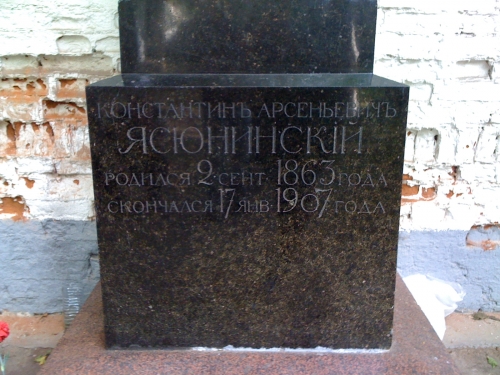 КОНСТАНТИНЪ АРСЕНЬЕВИЧЪ
ЯСЮНИНСКІЙ
РОДИЛСЯ 2 СЕНТ. 1863 ГОДА
СКОНЧАЛСЯ 17 ЯНВ. 1907 ГОДА